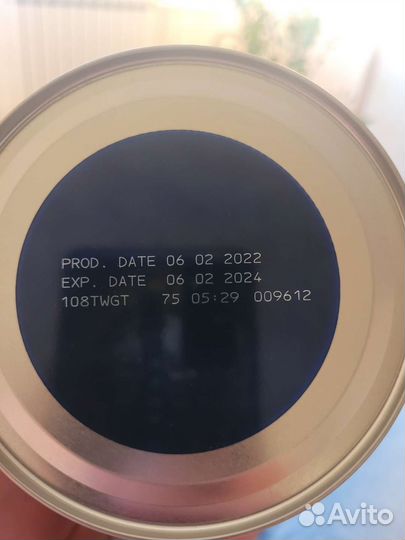 PROD. DATE 06 02 2022
EXP. DATE 06 02 2024
108TWGT 75 05:29 009612
Avito